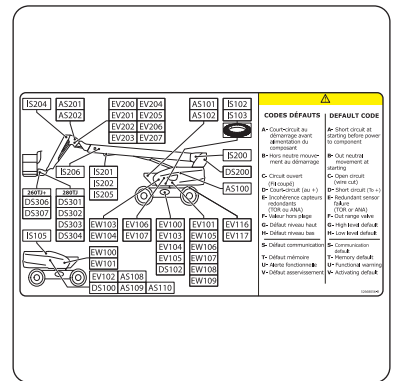 IS204 AS201 EV200 EV204 AS101 IS102
AS202 EV201 EV205 AS102 IS103
EV202 EV206
EV203 EV207
IS206 IS201 IS200
IS202 DS200
IS205 AS100
260TJ+ 280TJ
DS306 DS301
DS307 DS302
DS303
DS304
EW103 EV106 EV100 EV101 EV116
EW104 EV107 EV103 EW105 EV117
EV104 EW106
EV105 EW107
DS102 EW108
EW109
IS105
EW100
EW101
EV102 AS108
DS100 AS109 AS110
CODES DÉFAUTS
A- Court-circuit au
démarrage avant
alimentation du
composant
B- Hors neutre mouve-
ment au démarrage
C- Circuit ouvert
(Fil coupé)
D- Court-circuit (au +)
E- Incohérence capteurs
redondants
(TOR ou ANA)
F- Valeur hors plage
G- Défaut niveau haut
H- Défaut niveau bas
S- Défaut communication
T- Défaut mémoire
U- Alerte fonctionnelle
V- Défaut asservissement
DEFAULT CODE
A- Short circuit at
starting before power
to component
B- Out neutral
movement at
starting
C- Open circuit
(wire cut)
D- Short circuit (To +)
E- Redundant sensor
failure
(TOR or ANA)
F- Out range valve
G- High level default
H- Low level default
S- Communication
default
T- Memory default
U- Functional warning
V- Activating default